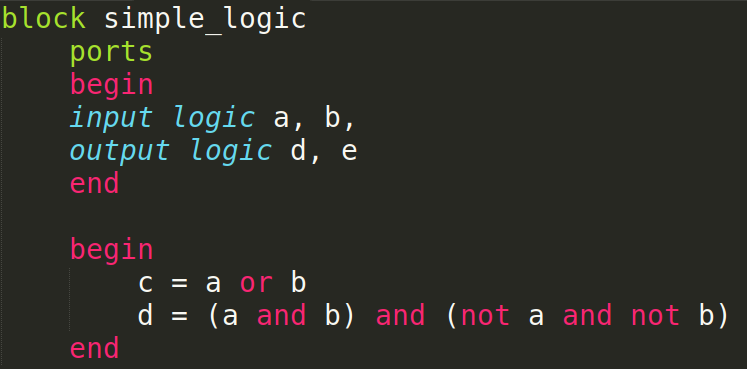 block simple_logic
ports
begin
input logic a, b,
output logic d, e
end
begin
c = a or b
d = (a and b) and (not a and not b)
end